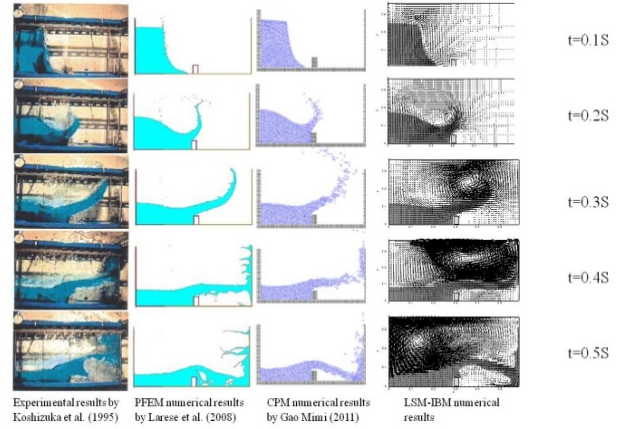 t=0.1S
t=0.2S
t=0.3S
t=0.4S
t=0.5S
Experimental results by
Koshizuka et al. (1995)
PFEM numerical results
by Larese et al. (2008)
CPM numerical results
by Gao Mimi (2011)
LSM-IBM numerical
results